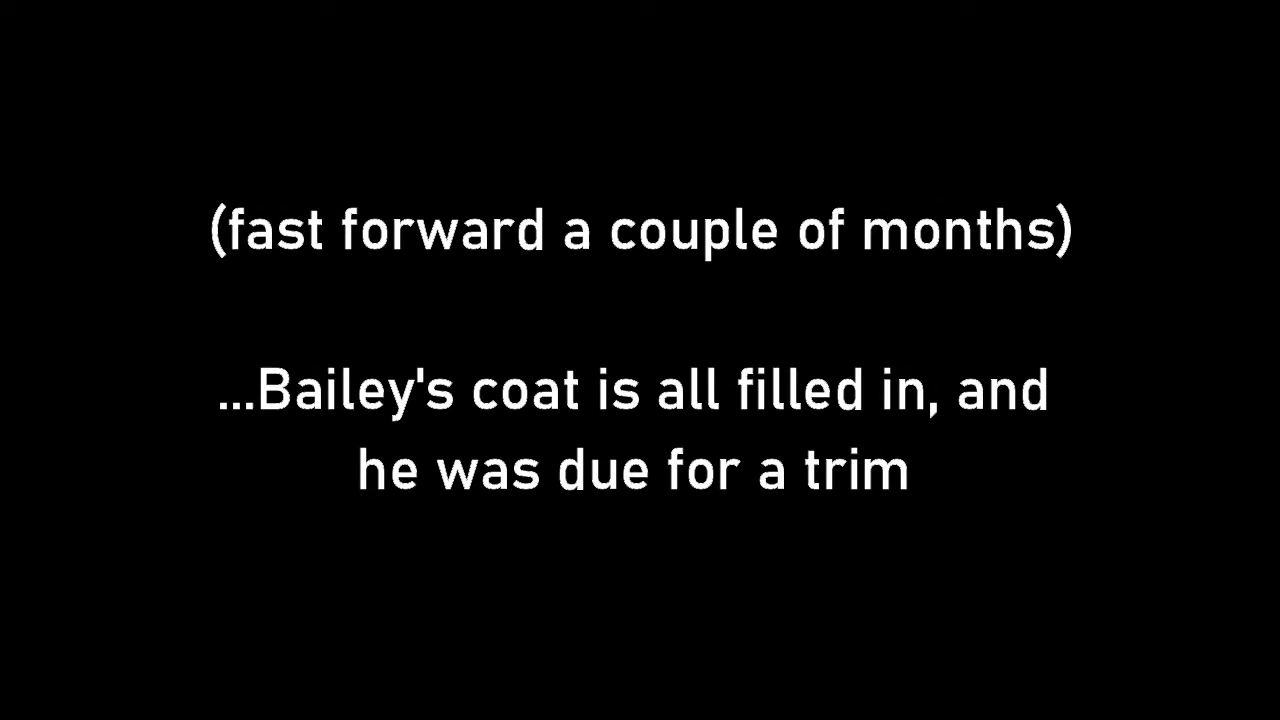 (fast forward a couple of months)
...Bailey's coat is all filled in, and
he was due for a trim